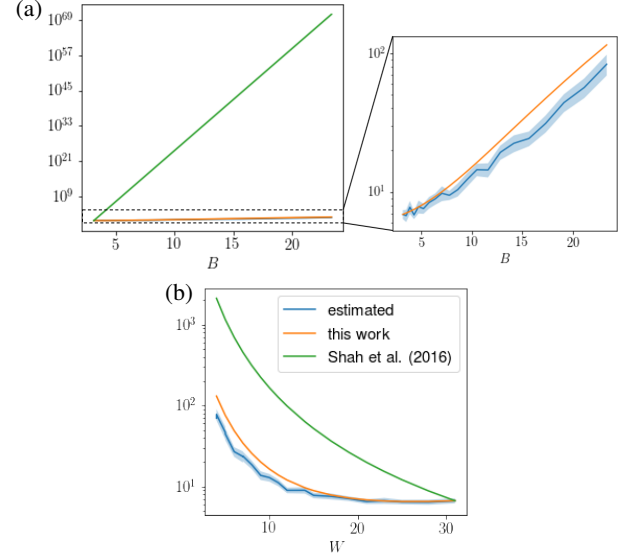 (a)
10^69
10^57
10^45
10^33
10^21
10^9
5 10 15 20
B
10^2
10^1
5 10 15 20
B
(b)
10^3
10^2
10^1
estimated
this work
Shah et al. (2016)
10 20 30
W